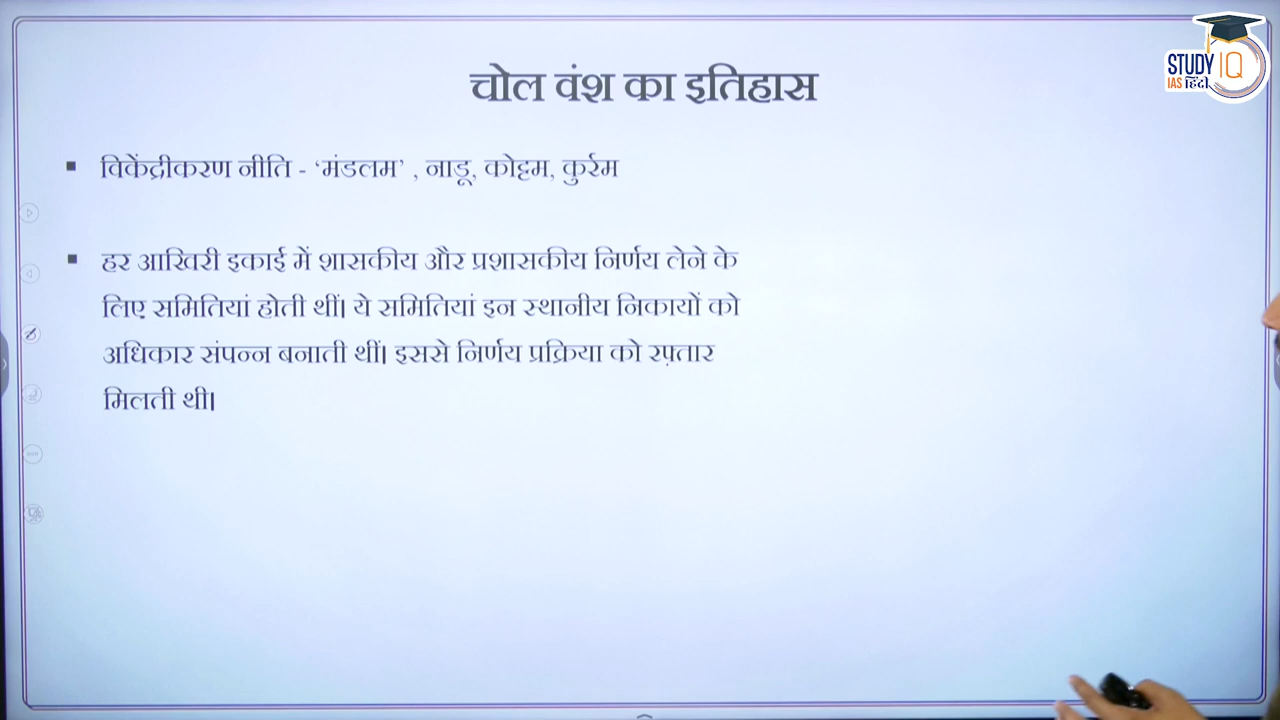 STUDY IQ
IAS हिंदी
चोल वंश का इतिहास
▪ विकेंद्रीकरण नीति - ‘मंडलम’ , नाडू, कोट्टम, कुर्रम
▪ हर आखिरी इकाई में शासकीय और प्रशासकीय निर्णय लेने के
लिए समितियां होती थीं। ये समितियां इन स्थानीय निकायों को
अधिकार संपन्न बनाती थीं। इससे निर्णय प्रक्रिया को रफ़्तार
मिलती थी।